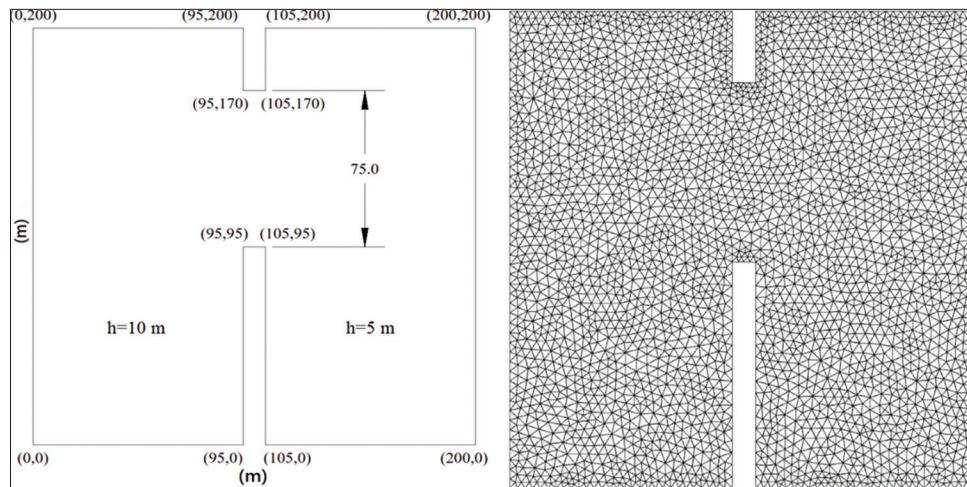 (0,200) (95,200) (105,200) (200,200)
(95,170) (105,170)
75.0
(m)
(95,95) (105,95)
h=10 m h=5 m
(0,0) (95,0) (105,0) (200,0)
(m)